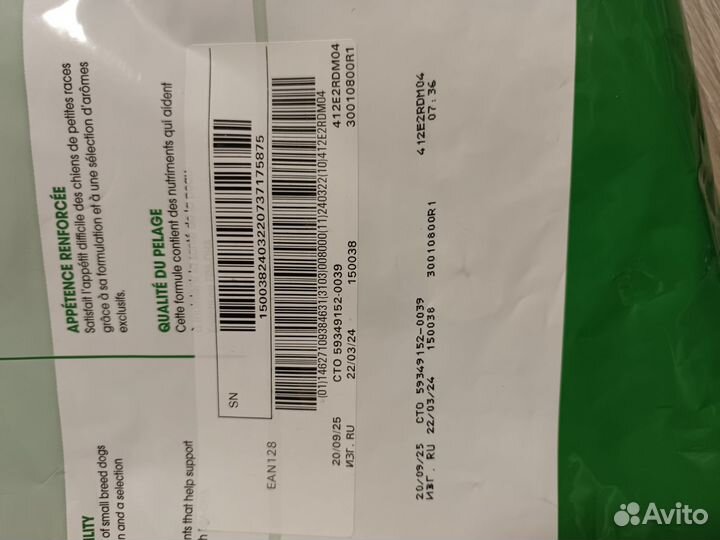 APPÉTENCE RENFORCÉE
Satisfait l'appétit difficile des chiens de petites races
grâce à sa formulation et à une sélection d'arômes
exclusifs.
QUALITÉ DU PELAGE
Cette formule contient des nutriments qui aident
ILITY
of small breed dogs
on and a selection
nts that help support
SN
1500382403220737175875
EAN128
(01)14627109384631(3103)008000(11)240322(10)412E2RDM04
20/09/25 СТО 59349152-0039 412E2RDM04
ИЗГ. RU 22/03/24 150038 30010800R1
20/09/25 СТО 59349152-0039 412E2RDM04
ИЗГ. RU 22/03/24 150038 30010800R1 07:36
Avito